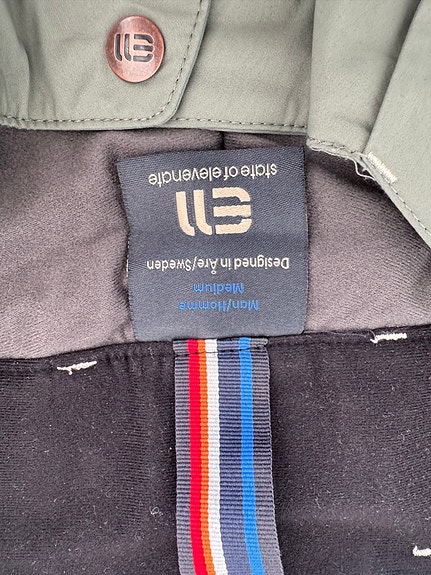 Man/Homme
Medium
Designed in Åre/Sweden
state of elevenate